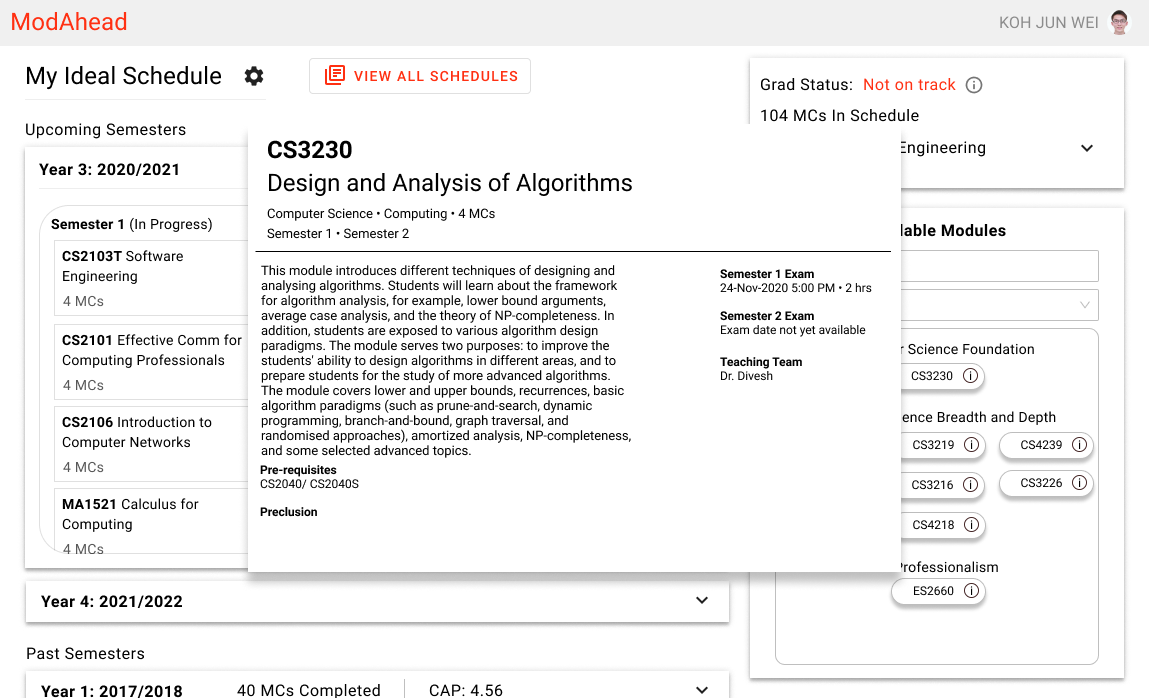 ModAhead
KOH JUN WEI
My Ideal Schedule
VIEW ALL SCHEDULES
Grad Status: Not on track
104 MCs In Schedule
Engineering
Upcoming Semesters
Year 3: 2020/2021
Semester 1 (In Progress)
CS2103T Software
Engineering
4 MCs
CS2101 Effective Comm for
Computing Professionals
4 MCs
CS2106 Introduction to
Computer Networks
4 MCs
MA1521 Calculus for
Computing
4 MCs
CS3230
Design and Analysis of Algorithms
Computer Science • Computing • 4 MCs
Semester 1 • Semester 2
This module introduces different techniques of designing and
analysing algorithms. Students will learn about the framework
for algorithm analysis, for example, lower bound arguments,
average case analysis, and the theory of NP-completeness. In
addition, students are exposed to various algorithm design
paradigms. The module serves two purposes: to improve the
students' ability to design algorithms in different areas, and to
prepare students for the study of more advanced algorithms.
The module covers lower and upper bounds, recurrences, basic
algorithm paradigms (such as prune-and-search, dynamic
programming, branch-and-bound, graph traversal, and
randomised approaches), amortized analysis, NP-completeness,
and some selected advanced topics.
Pre-requisites
CS2040/ CS2040S
Preclusion
Semester 1 Exam
24-Nov-2020 5:00 PM • 2 hrs
Semester 2 Exam
Exam date not yet available
Teaching Team
Dr. Divesh
lable Modules
r Science Foundation
CS3230
ence Breadth and Depth
CS3219
CS4239
CS3216
CS3226
CS4218
Professionalism
ES2660
Year 4: 2021/2022
Past Semesters
Year 1: 2017/2018 40 MCs Completed CAP: 4.56